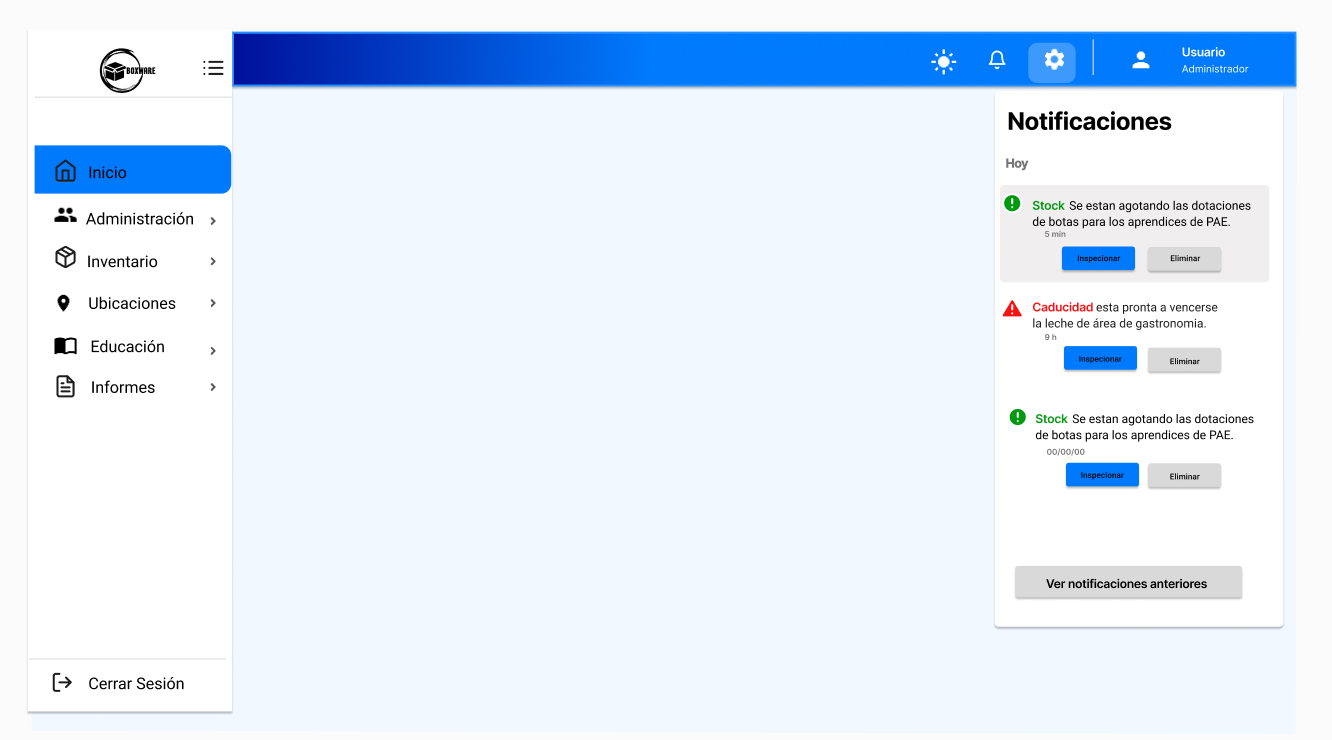 BOXWARE
Usuario
Administrador
Inicio
Administración
Inventario
Ubicaciones
Educación
Informes
Cerrar Sesión
Notificaciones
Hoy
Stock Se estan agotando las dotaciones
de botas para los aprendices de PAE.
5 min
Inspecionar Eliminar
Caducidad esta pronta a vencerse
la leche de área de gastronomia.
9 h
Inspecionar Eliminar
Stock Se estan agotando las dotaciones
de botas para los aprendices de PAE.
00/00/00
Inspecionar Eliminar
Ver notificaciones anteriores